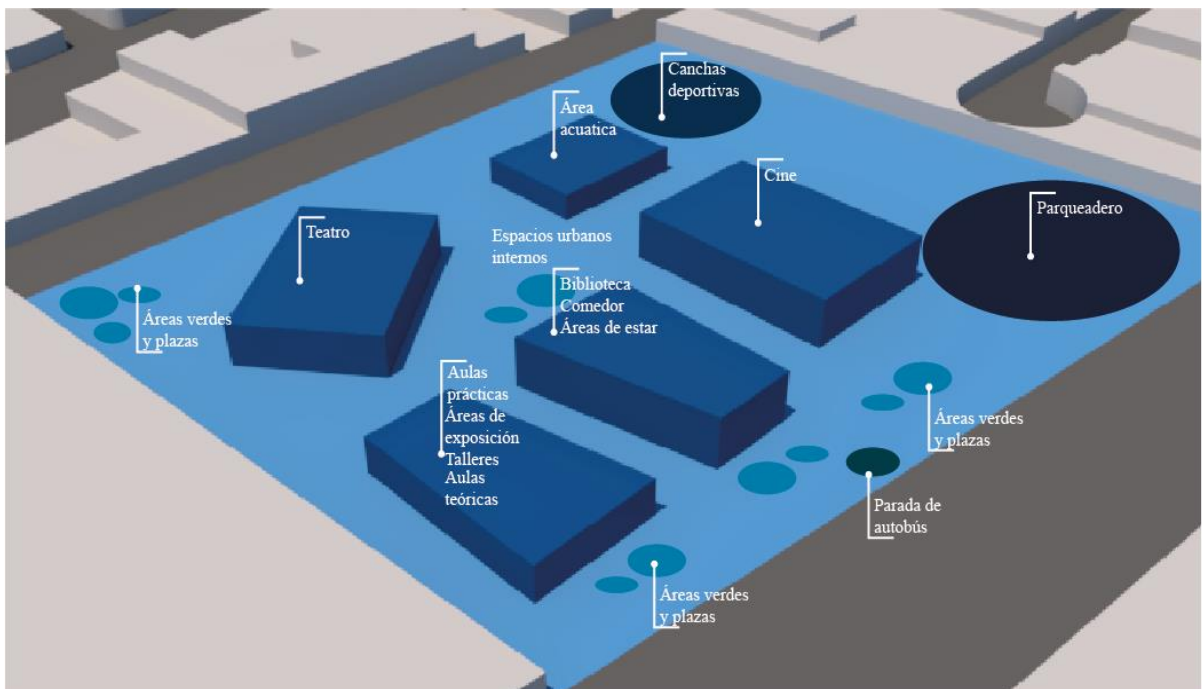 Canchas
deportivas
Área
acuatica
Cine
Parqueadero
Teatro
Espacios urbanos
internos
Biblioteca
Comedor
Áreas de estar
Áreas verdes
y plazas
Aulas
prácticas
Áreas de
exposición
Talleres
Aulas
teóricas
Áreas verdes
y plazas
Parada de
autobús
Áreas verdes
y plazas